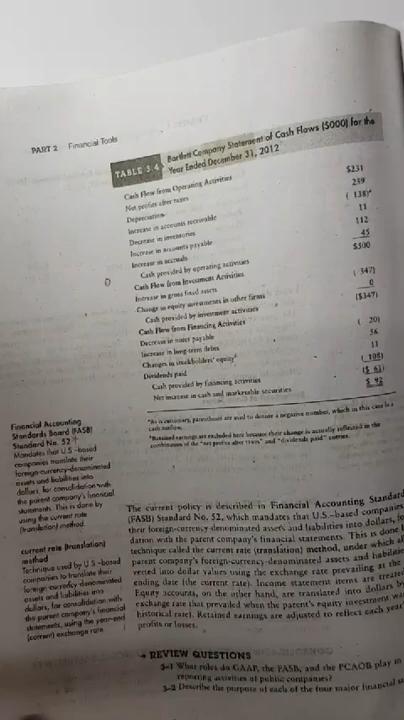 PART 2 Financial Tools
TABLE 3.4 Bartlett Company Statement of Cash Flows ($000) for the
Year Ended December 31, 2012
Cash Flow from Operating Activities
Net profits after taxes $231
Depreciation 239
Increase in accounts receivable ( 138)a
Decrease in inventories 11
Increase in accounts payable 112
Increase in accruals 45
Cash provided by operating activities $500
Cash Flow from Investment Activities
Increase in gross fixed assets ( 347)
Change in equity investments in other firms 0
Cash provided by investment activities ($347)
Cash Flow from Financing Activities
Decrease in notes payable ( 20)
Increase in long-term debts 56
Changes in stockholders' equityb 11
Dividends paid ( 108)
Cash provided by financing activities ($ 61)
Net increase in cash and marketable securities $ 92
aAs is customary, parentheses are used to denote a negative number, which in this case is a
cash outflow.
bRetained earnings are excluded here because their change is actually reflected in the
combination of the "net profits after taxes" and "dividends paid" entries.
Financial Accounting
Standards Board (FASB)
Standard No. 52
Mandates that U.S.-based
companies translate their
foreign-currency-denominated
assets and liabilities into
dollars, for consolidation with
the parent company's financial
statements. This is done by
using the current rate
(translation) method.
current rate (translation)
method
Technique used by U.S.-based
companies to translate their
foreign-currency-denominated
assets and liabilities into
dollars, for consolidation with
the parent company's financial
statements, using the year-end
(current) exchange rate.
The current policy is described in Financial Accounting Standard
(FASB) Standard No. 52, which mandates that U.S.-based companies
their foreign-currency-denominated assets and liabilities into dollars, fo
dation with the parent company's financial statements. This is done
technique called the current rate (translation) method, under which al
parent company's foreign-currency-denominated assets and liabilitie
verted into dollar values using the exchange rate prevailing at the
ending date (the current rate). Income statement items are treate
Equity accounts, on the other hand, are translated into dollars b
exchange rate that prevailed when the parent's equity investment wa
historical rate). Retained earnings are adjusted to reflect each year'
profits or losses.
REVIEW QUESTIONS
3–1 What roles do GAAP, the FASB, and the PCAOB play in
reporting activities of public companies?
3–2 Describe the purpose of each of the four major financial s